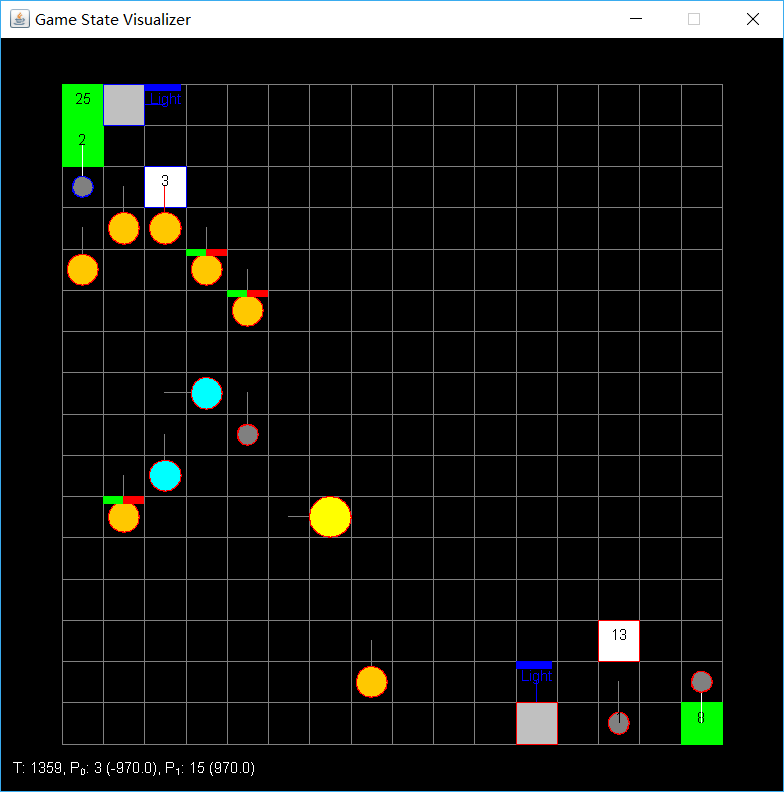 Game State Visualizer
25
Light
2
3
13
Light
8
T: 1359, P₀: 3 (-970.0), P₁: 15 (970.0)